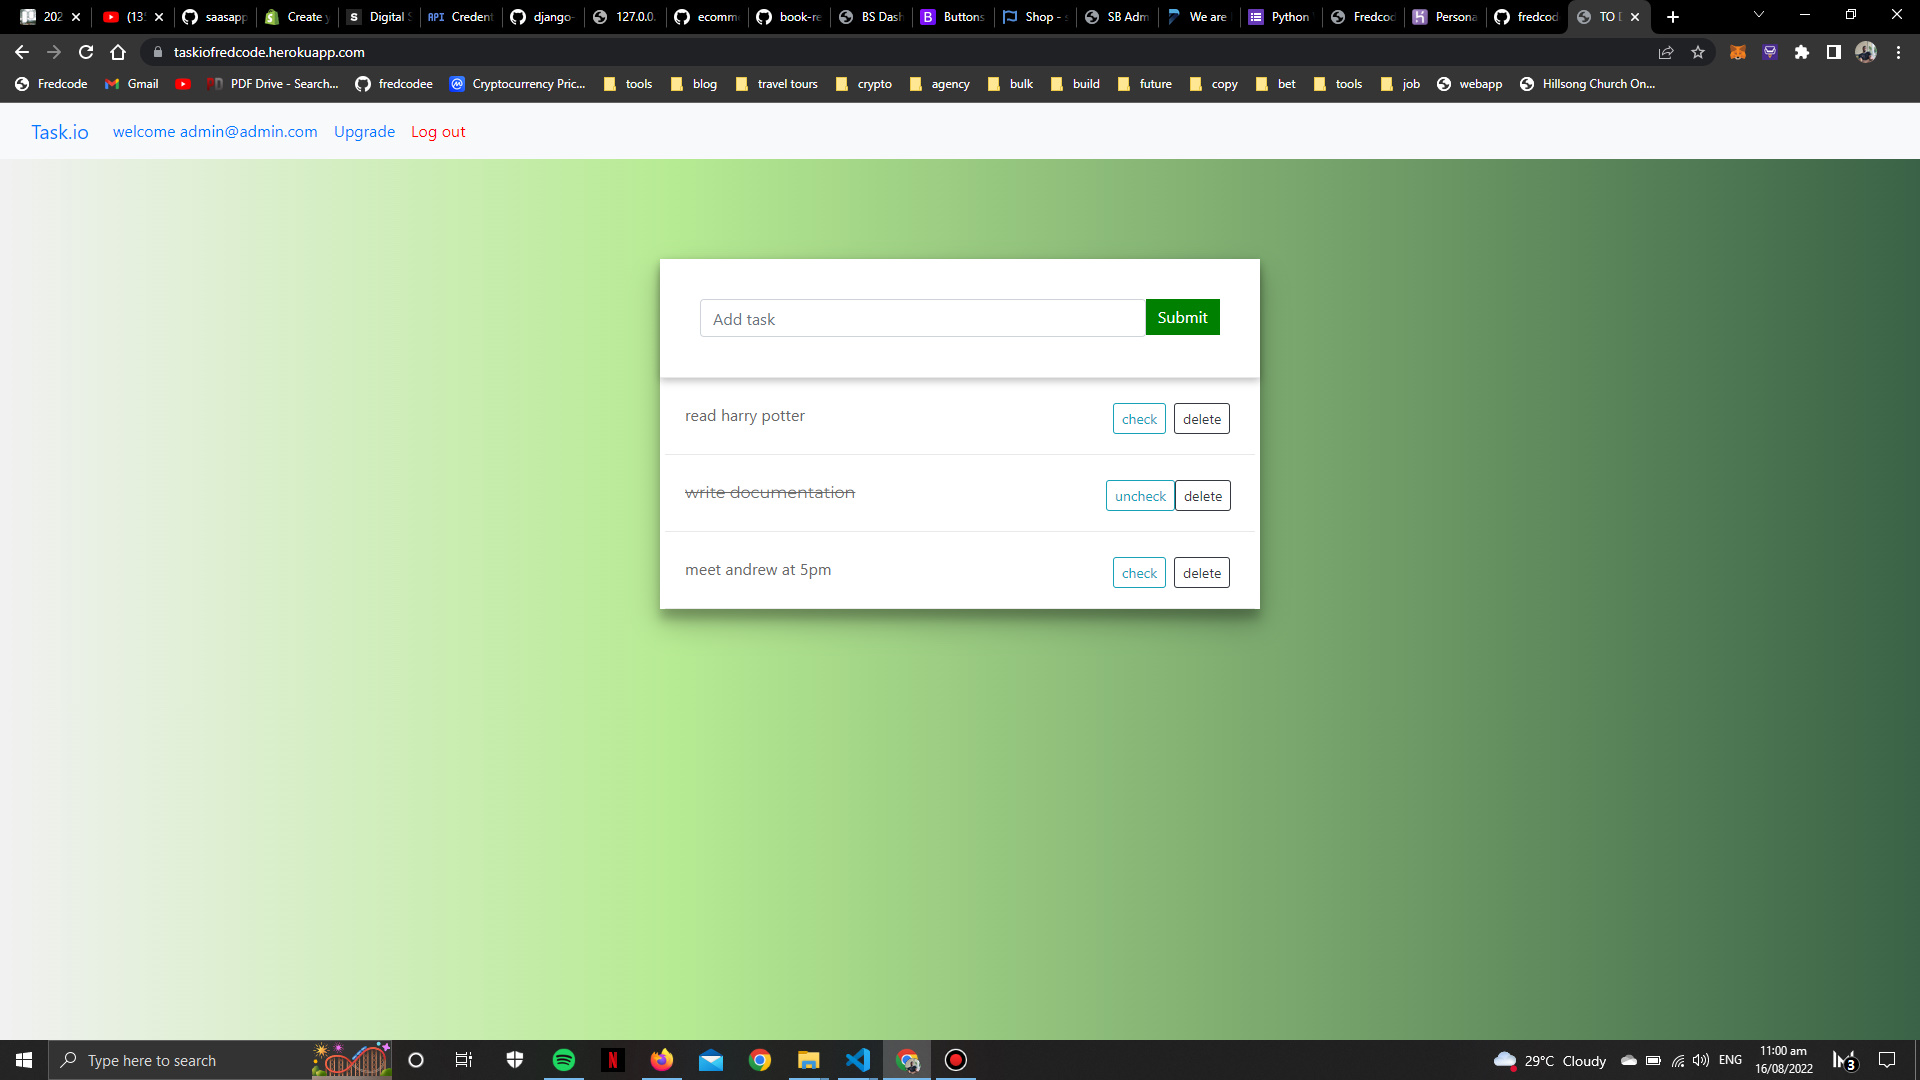 202 (13 saasapp Create Digital Credent django- 127.0.0. ecomm book-re BS Dash Buttons Shop - SB Adm We are Python Fredcod Persona fredcod TO
taskiofredcode.herokuapp.com
Fredcode Gmail PDF Drive - Search... fredcodee Cryptocurrency Pric... tools blog travel tours crypto agency bulk build future copy bet tools job webapp Hillsong Church On...
Task.io welcome admin@admin.com Upgrade Log out
Add task Submit
read harry potter check delete
write documentation uncheck delete
meet andrew at 5pm check delete
Type here to search 29°C Cloudy ENG 11:00 am
16/08/2022
3